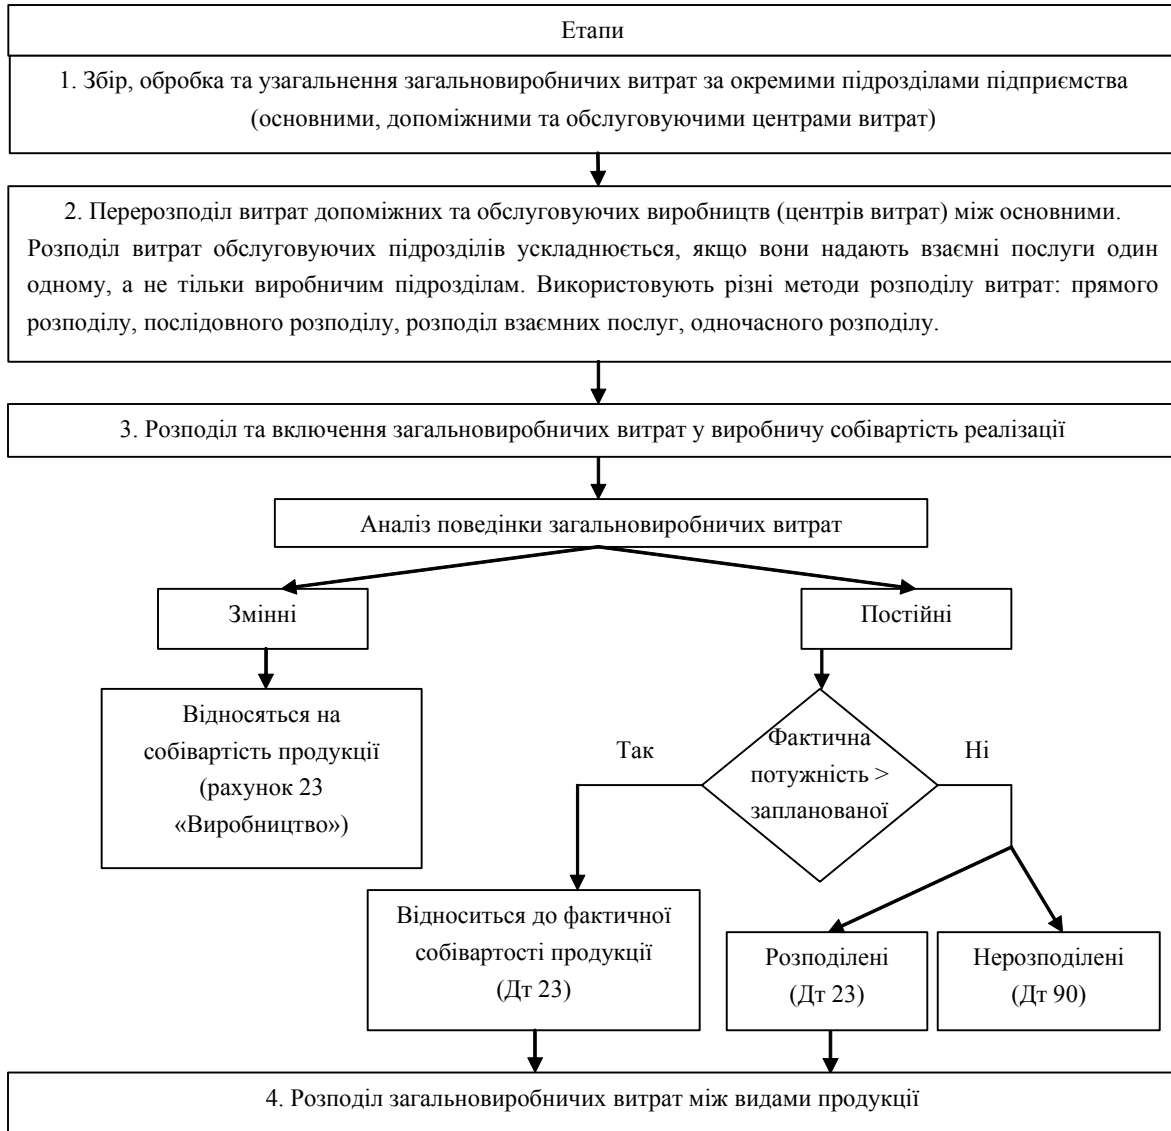 Етапи
1. Збір, обробка та узагальнення загальновиробничих витрат за окремими підрозділами підприємства
(основними, допоміжними та обслуговуючими центрами витрат)
2. Перерозподіл витрат допоміжних та обслуговуючих виробництв (центрів витрат) між основними.
Розподіл витрат обслуговуючих підрозділів ускладнюється, якщо вони надають взаємні послуги один
одному, а не тільки виробничим підрозділам. Використовують різні методи розподілу витрат: прямого
розподілу, послідовного розподілу, розподіл взаємних послуг, одночасного розподілу.
3. Розподіл та включення загальновиробничих витрат у виробничу собівартість реалізації
Аналіз поведінки загальновиробничих витрат
Змінні
Постійні
Відносяться на
собівартість продукції
(рахунок 23
«Виробництво»)
Так
Фактична
потужність >
запланованої
Ні
Відноситься до фактичної
собівартості продукції
(Дт 23)
Розподілені
(Дт 23)
Нерозподілені
(Дт 90)
4. Розподіл загальновиробничих витрат між видами продукції